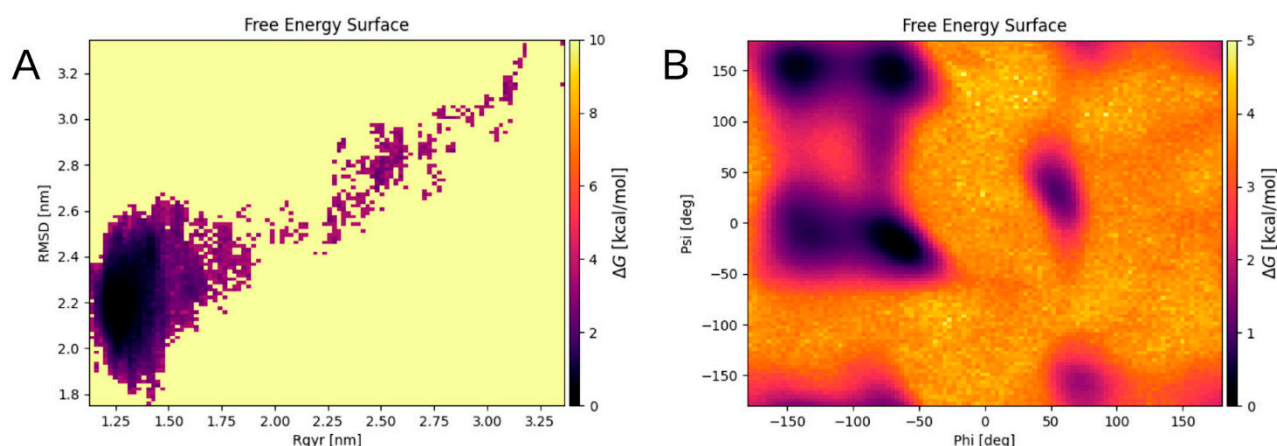 A
Free Energy Surface
3.2
3.0
2.8
2.6
2.4
2.2
2.0
1.8
RMSD [nm]
1.25 1.50 1.75 2.00 2.25 2.50 2.75 3.00 3.25
Rgyr [nm]
10
8
6
4
2
0
ΔG [kcal/mol]
B
Free Energy Surface
150
100
50
0
−50
−100
−150
Psi [deg]
−150 −100 −50 0 50 100 150
Phi [deg]
5
4
3
2
1
0
ΔG [kcal/mol]